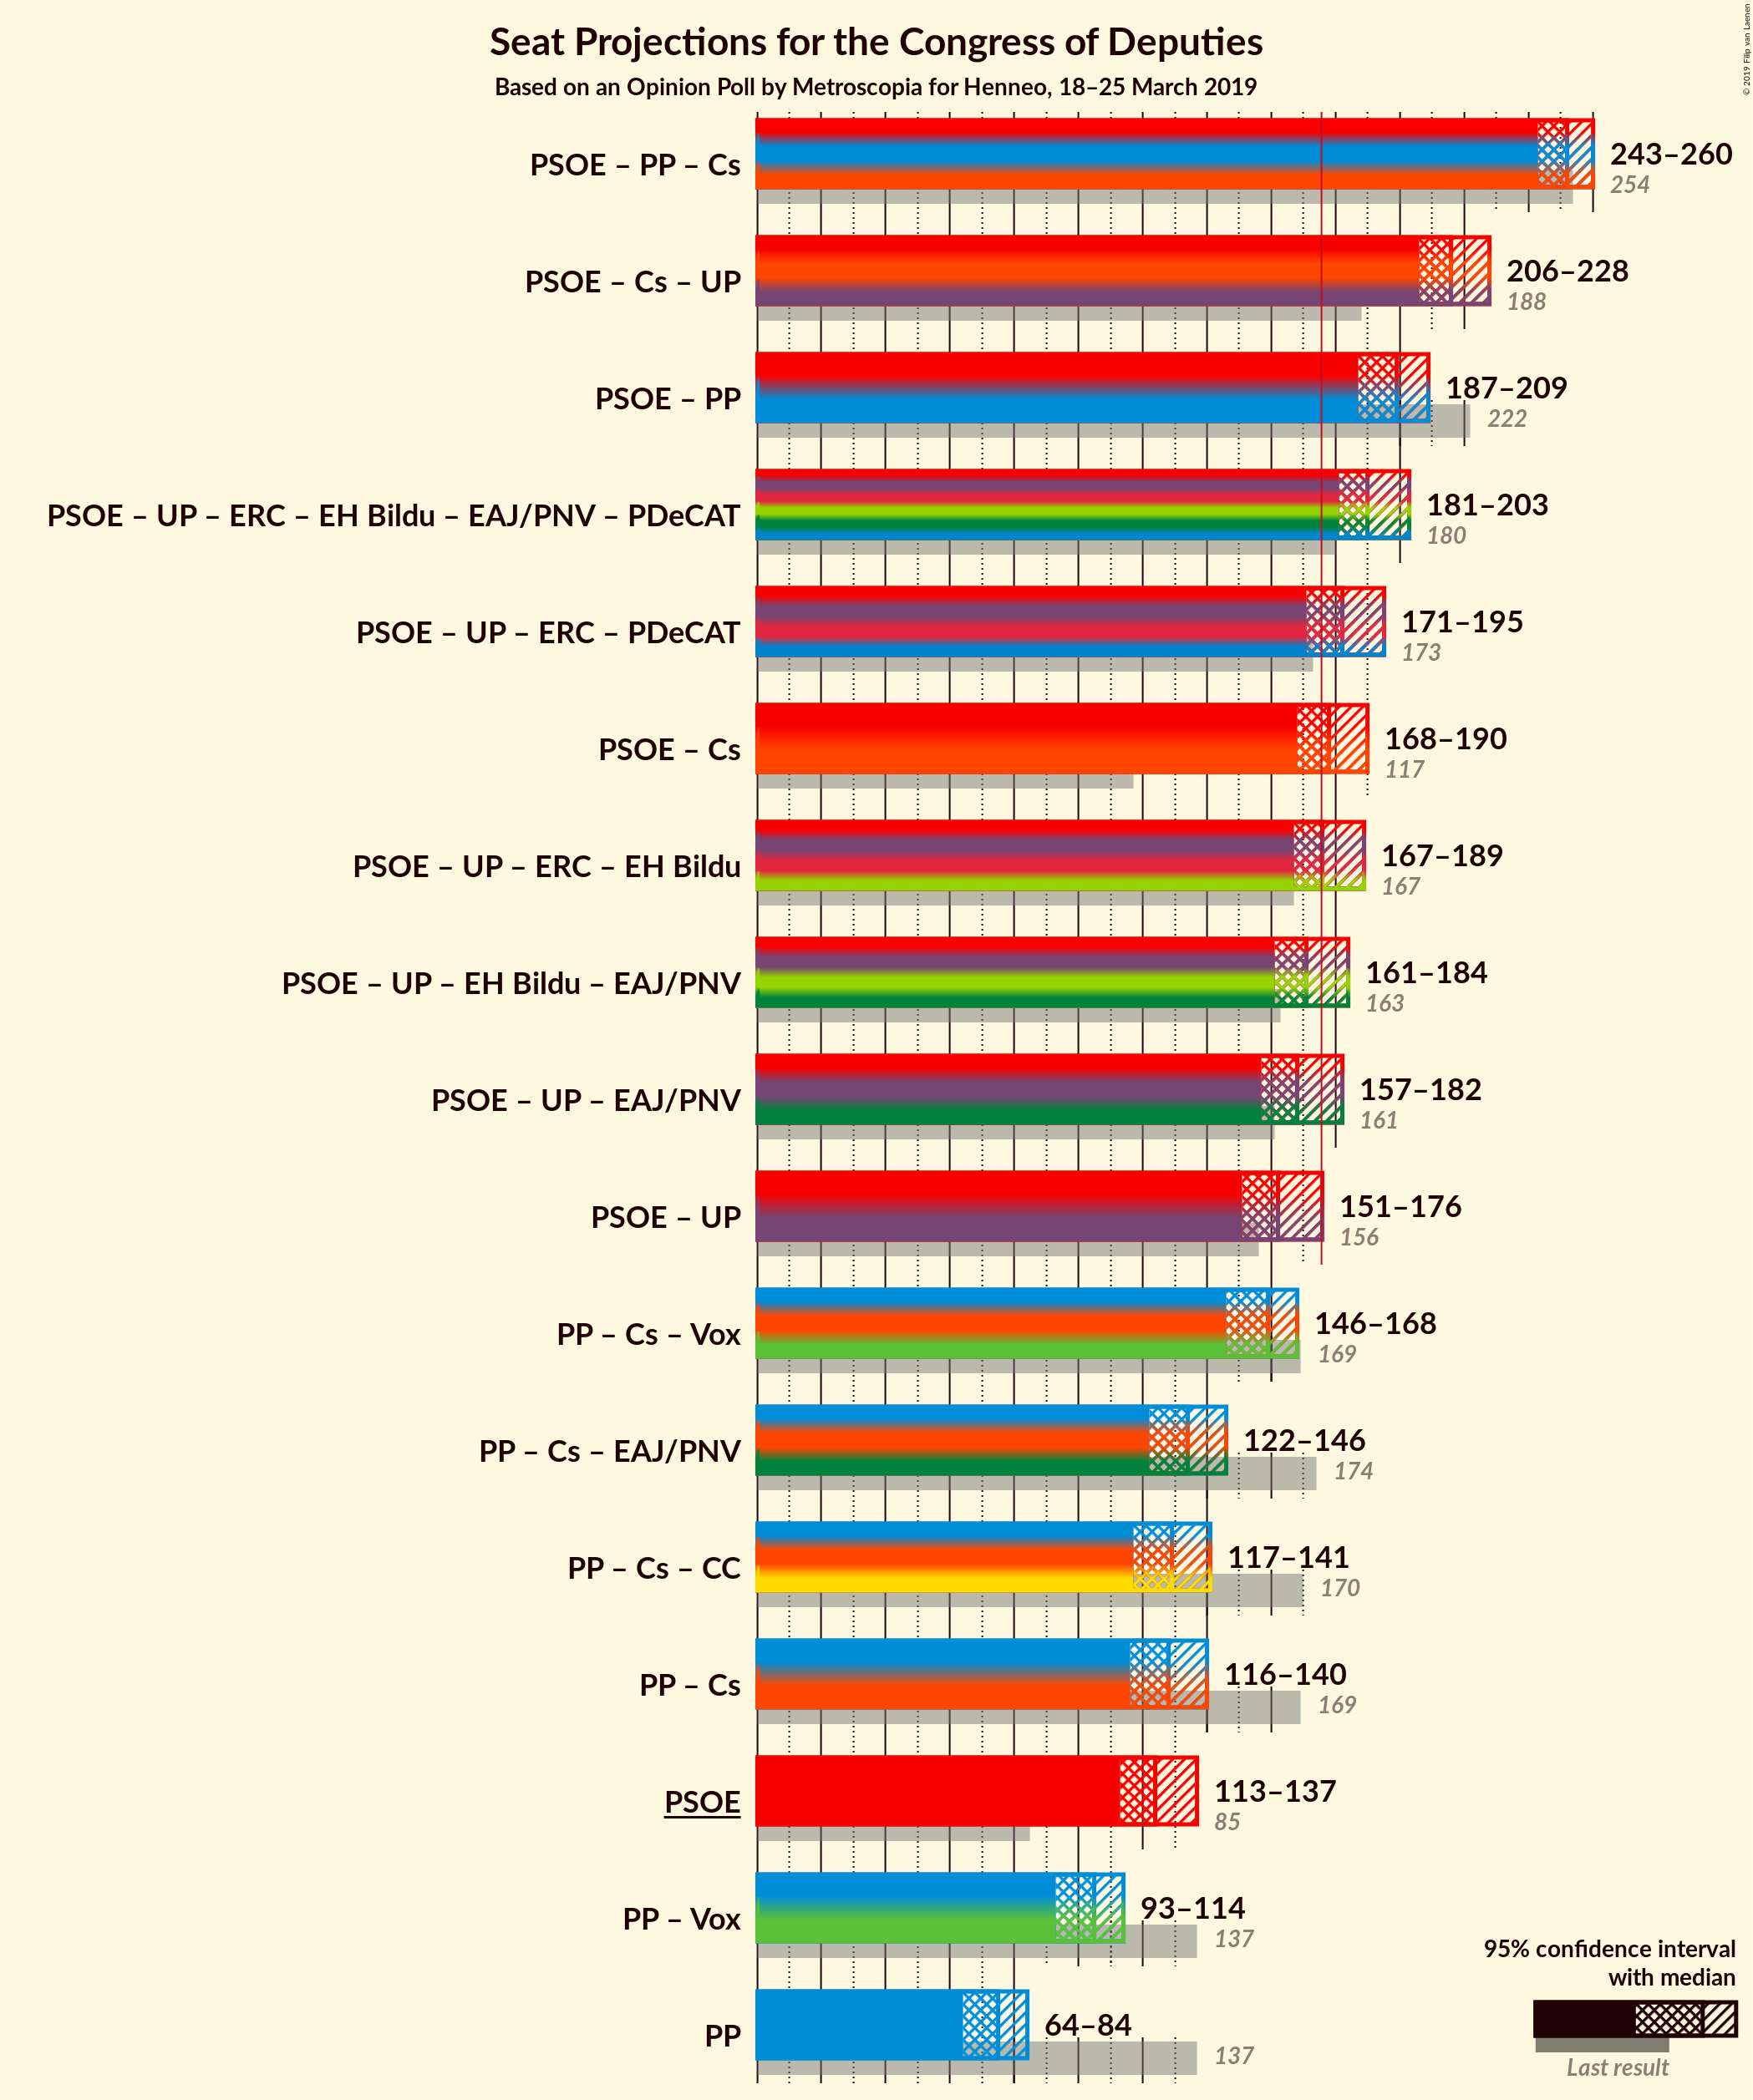 Seat Projections for the Congress of Deputies
Based on an Opinion Poll by Metroscopia for Henneo, 18–25 March 2019
© 2019 Filip van Laenen
PSOE – PP – Cs
243–260
254
PSOE – Cs – UP
206–228
188
PSOE – PP
187–209
222
PSOE – UP – ERC – EH Bildu – EAJ/PNV – PDeCAT
181–203
180
PSOE – UP – ERC – PDeCAT
171–195
173
PSOE – Cs
168–190
117
PSOE – UP – ERC – EH Bildu
167–189
167
PSOE – UP – EH Bildu – EAJ/PNV
161–184
163
PSOE – UP – EAJ/PNV
157–182
161
PSOE – UP
151–176
156
PP – Cs – Vox
146–168
169
PP – Cs – EAJ/PNV
122–146
174
PP – Cs – CC
117–141
170
PP – Cs
116–140
169
PSOE
113–137
85
PP – Vox
93–114
137
PP
64–84
137
95% confidence interval
with median
Last result